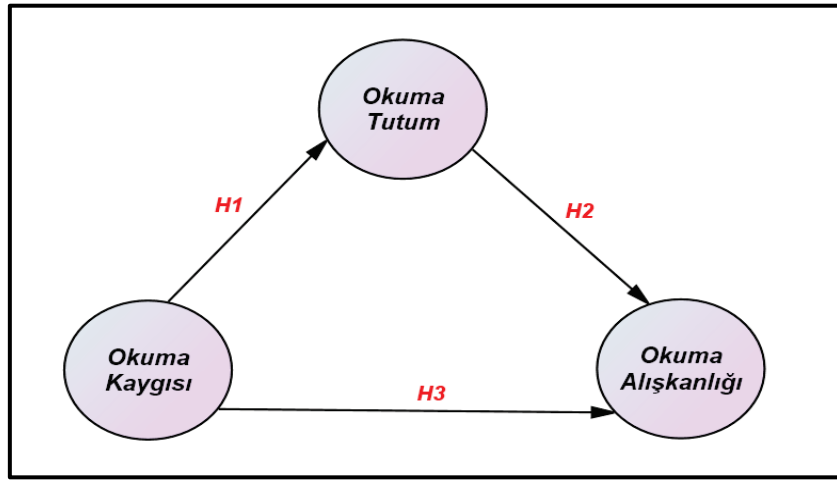 Okuma
Tutum
H1
H2
Okuma
Kaygısı
H3
Okuma
Alışkanlığı